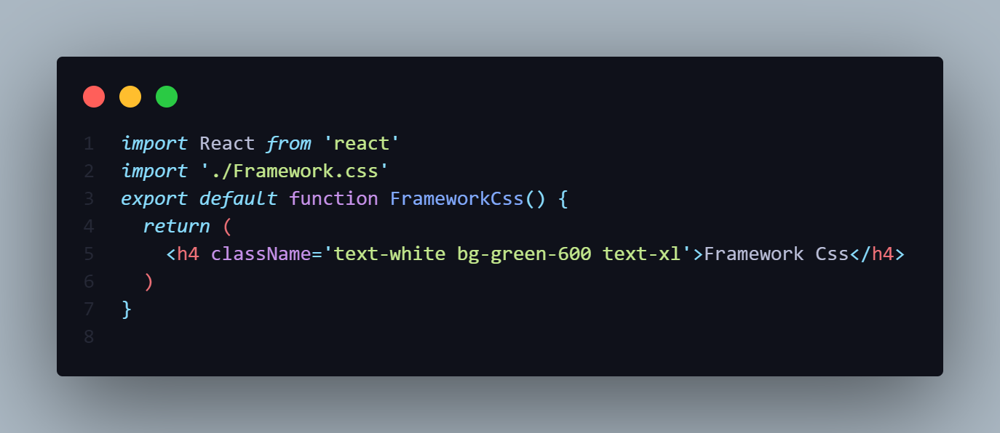 1 import React from 'react'
2 import './Framework.css'
3 export default function FrameworkCss() {
4   return (
5     <h4 className='text-white bg-green-600 text-xl'>Framework Css</h4>
6   )
7 }
8